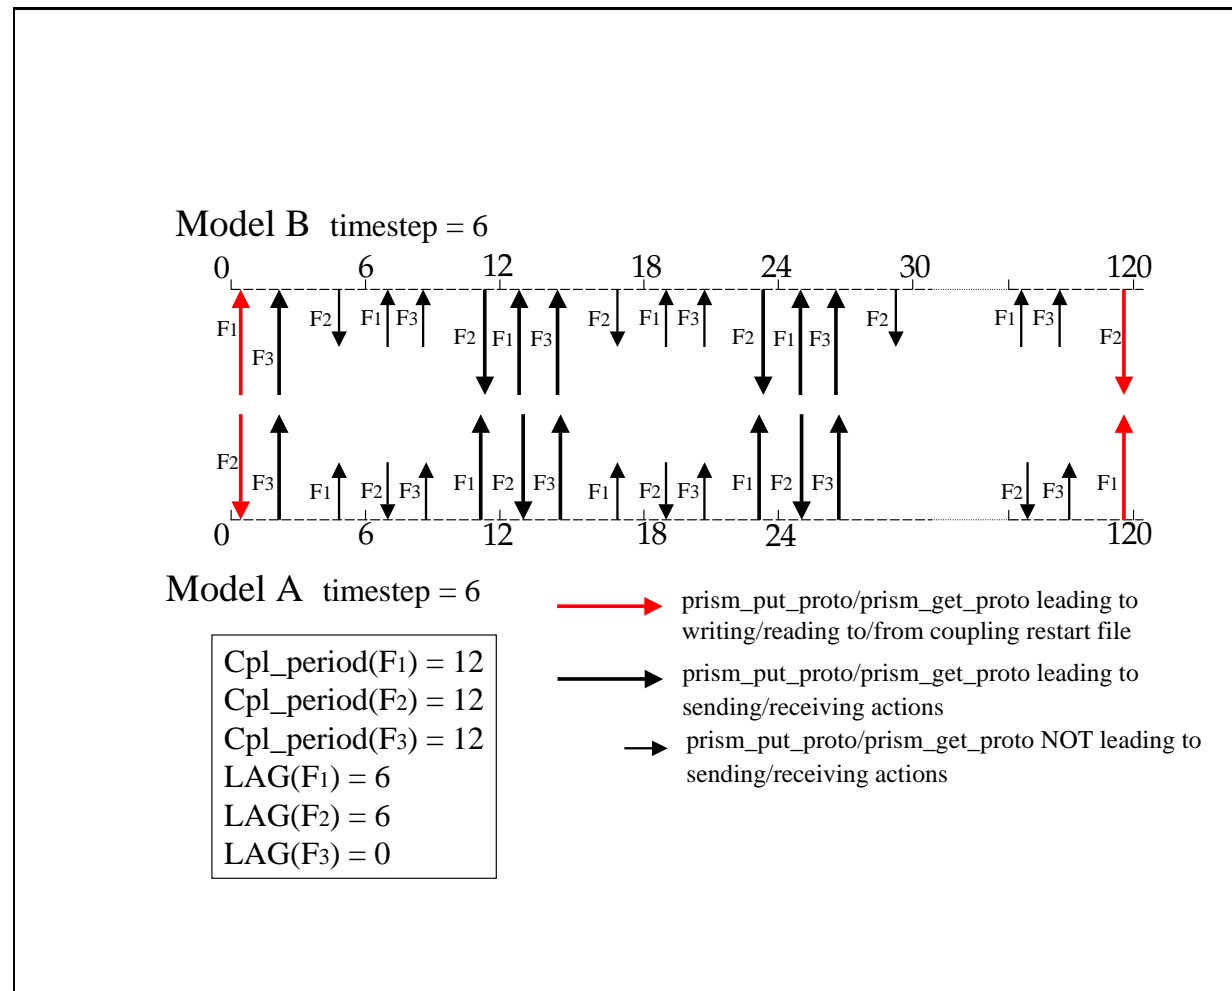 Model B timestep = 6
0 6 12 18 24 30 120
F1 F3 F2 F1 F3 F2 F1 F3 F2 F1 F3 F2 F1 F3 F2 F1 F3 F2
F2 F3 F1 F2 F3 F1 F2 F3 F1 F2 F3 F1 F2 F3 F2 F3 F1
0 6 12 18 24 120
Model A timestep = 6
prism_put_proto/prism_get_proto leading to
writing/reading to/from coupling restart file
prism_put_proto/prism_get_proto leading to
sending/receiving actions
prism_put_proto/prism_get_proto NOT leading to
sending/receiving actions
Cpl_period(F1) = 12
Cpl_period(F2) = 12
Cpl_period(F3) = 12
LAG(F1) = 6
LAG(F2) = 6
LAG(F3) = 0